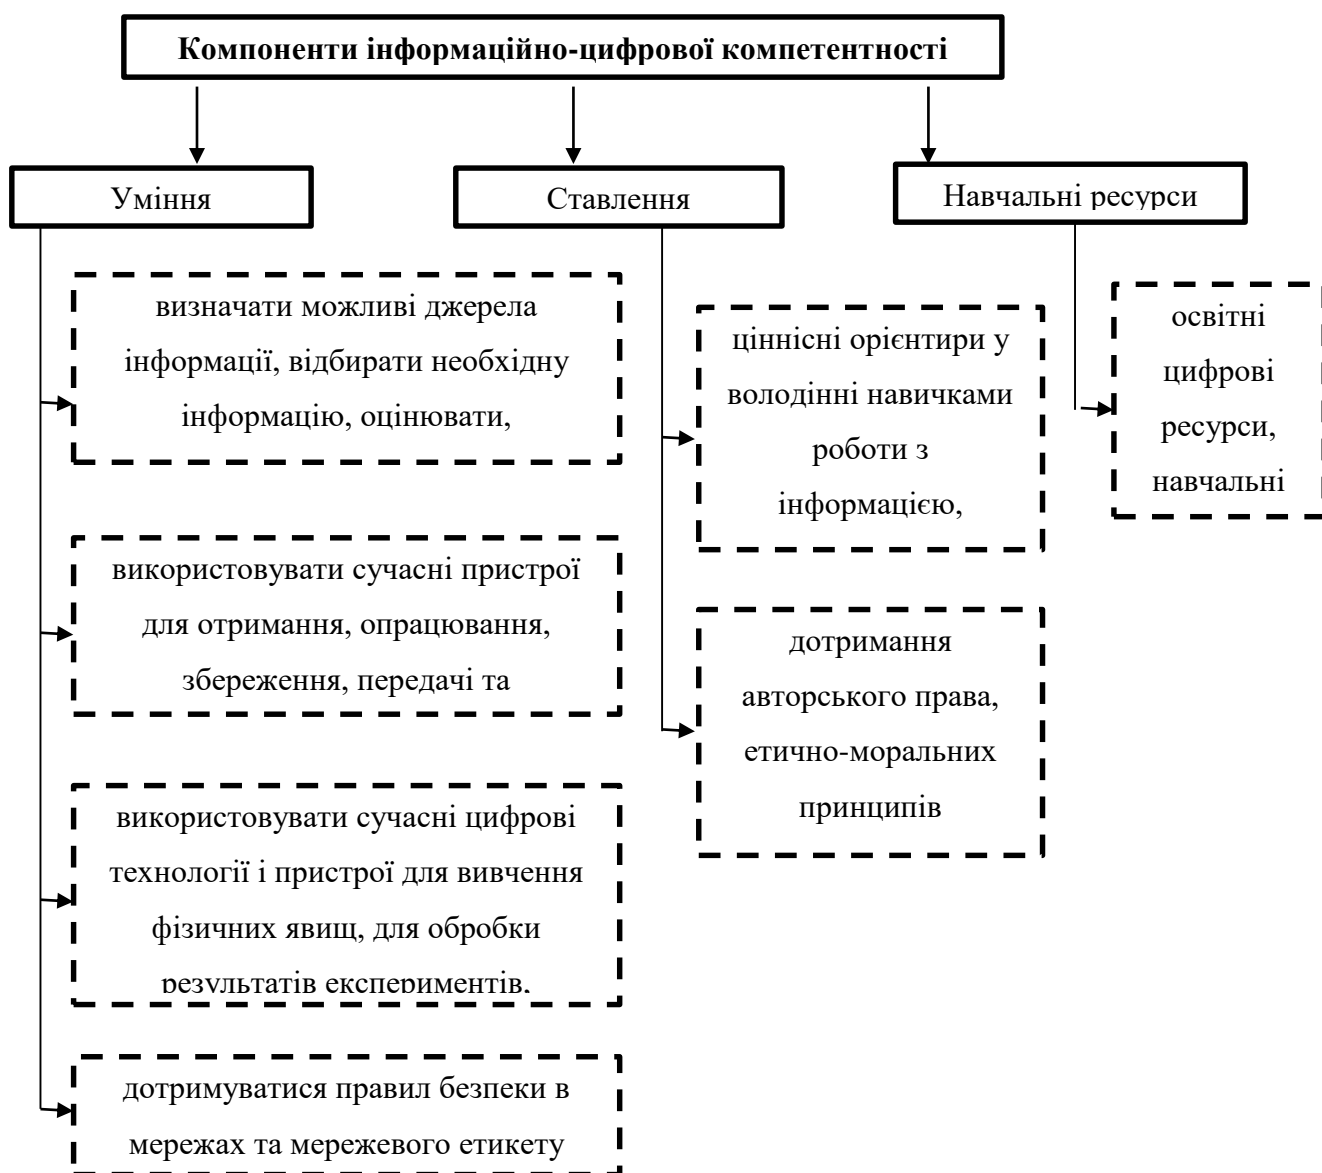 Компоненти інформаційно-цифрової компетентності
Уміння
Ставлення
Навчальні ресурси
визначати можливі джерела
інформації, відбирати необхідну
інформацію, оцінювати,
використовувати сучасні пристрої
для отримання, опрацювання,
збереження, передачі та
використовувати сучасні цифрові
технології і пристрої для вивчення
фізичних явищ, для обробки
результатів експериментів,
дотримуватися правил безпеки в
мережах та мережевого етикету
ціннісні орієнтири у
володінні навичками
роботи з
інформацією,
дотримання
авторського права,
етично-моральних
принципів
освітні
цифрові
ресурси,
навчальні